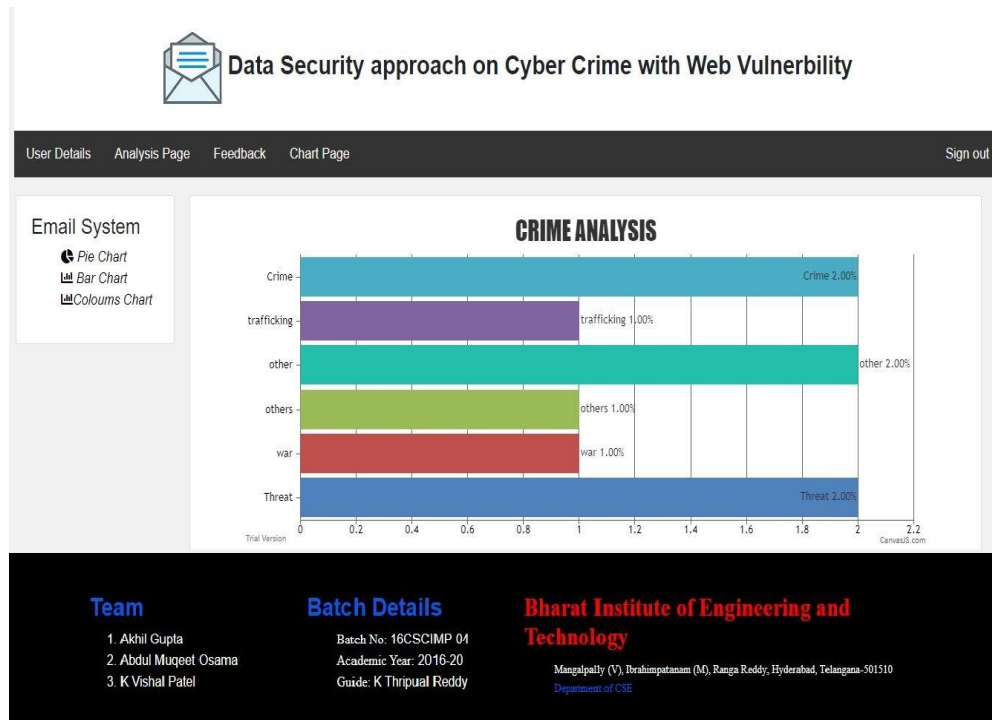 Data Security approach on Cyber Crime with Web Vulnerbility
User Details Analysis Page Feedback Chart Page Sign out
Email System
Pie Chart
Bar Chart
Coloums Chart
CRIME ANALYSIS
Crime Crime 2.00%
trafficking trafficking 1.00%
other other 2.00%
others others 1.00%
war war 1.00%
Threat Threat 2.00%
0 0.2 0.4 0.6 0.8 1 1.2 1.4 1.6 1.8 2 2.2
Trial Version CanvasJS.com
Team
1. Akhil Gupta
2. Abdul Muqeet Osama
3. K Vishal Patel
Batch Details
Batch No: 16CSCIMP 04
Academic Year: 2016-20
Guide: K Thripual Reddy
Bharat Institute of Engineering and
Technology
Mangalpally (V), Ibrahimpatanam (M), Ranga Reddy, Hyderabad, Telangana-501510
Department of CSE